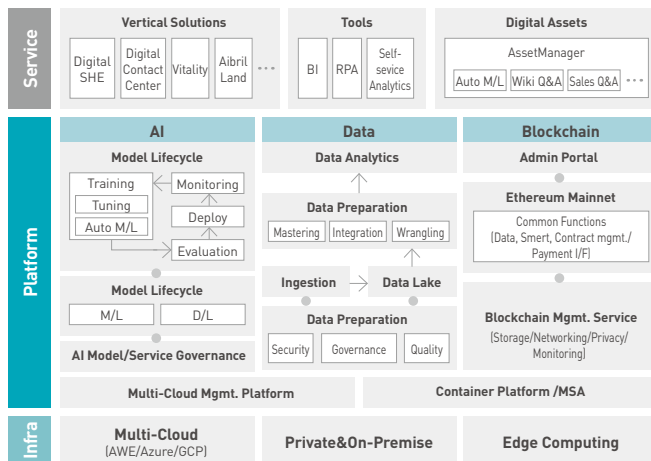 Service
Vertical Solutions
Digital
SHE
Digital
Contact
Center
Vitality
Aibril
Land
...
Tools
BI
RPA
Self-
sevice
Analytics
Digital Assets
AssetManager
Auto M/L
Wiki Q&A
Sales Q&A
...
Platform
AI
Model Lifecycle
Training
Tuning
Auto M/L
Monitoring
Deploy
Evaluation
Model Lifecycle
M/L
D/L
AI Model/Service Governance
Data
Data Analytics
Data Preparation
Mastering
Integration
Wrangling
Ingestion
Data Lake
Data Preparation
Security
Governance
Quality
Blockchain
Admin Portal
Ethereum Mainnet
Common Functions
(Data, Smert, Contract mgmt./
Payment I/F)
Blockchain Mgmt. Service
(Storage/Networking/Privacy/
Monitoring)
Multi-Cloud Mgmt. Platform
Container Platform /MSA
Infra
Multi-Cloud
(AWE/Azure/GCP)
Private&On-Premise
Edge Computing